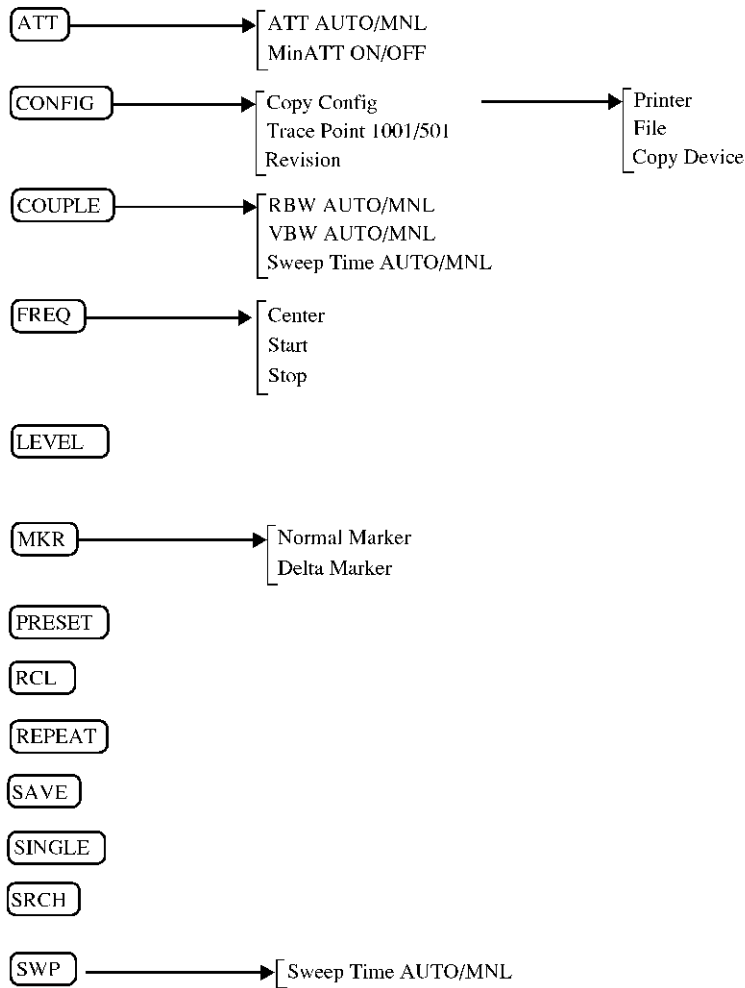 ATT
ATT AUTO/MNL
MinATT ON/OFF
CONFIG
Copy Config
Trace Point 1001/501
Revision
Printer
File
Copy Device
COUPLE
RBW AUTO/MNL
VBW AUTO/MNL
Sweep Time AUTO/MNL
FREQ
Center
Start
Stop
LEVEL
MKR
Normal Marker
Delta Marker
PRESET
RCL
REPEAT
SAVE
SINGLE
SRCH
SWP
Sweep Time AUTO/MNL